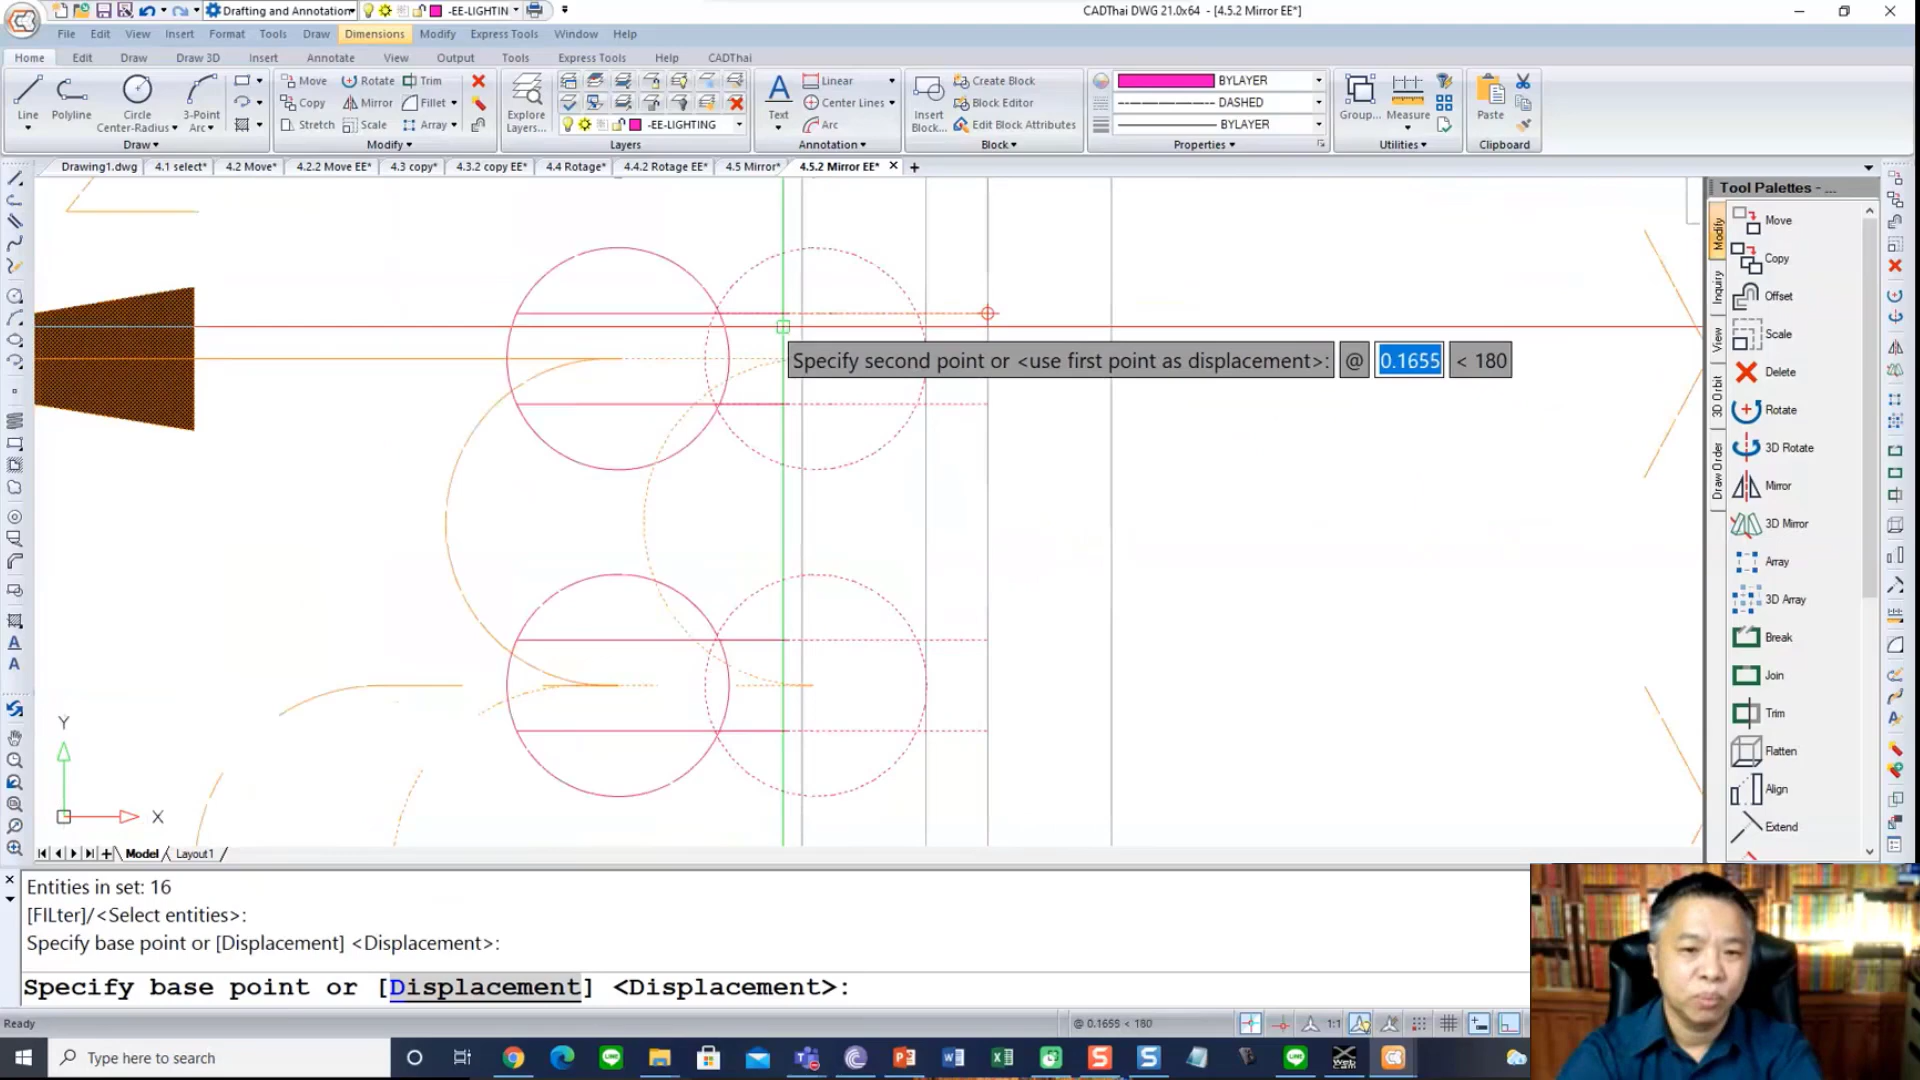 Drafting and Annotation
-EE-LIGHTIN
CADThai DWG 21.0x64 - [4.5.2 Mirror EE*]
File Edit View Insert Format Tools Draw Dimensions Modify Express Tools Window Help
Home Edit Draw Draw 3D Insert Annotate View Output Tools Express Tools Help CADThai
Line
Polyline
Circle
Center-Radius
3-Point
Arc
Draw
Move Rotate Trim
Copy Mirror Fillet
Stretch Scale Array
Modify
Explore
Layers...
-EE-LIGHTING
Layers
Text
Linear
Center Lines
Arc
Annotation
Insert
Block...
Create Block
Block Editor
Edit Block Attributes
Block
BYLAYER
DASHED
BYLAYER
Properties
Group...
Measure
Utilities
Paste
Clipboard
Drawing1.dwg 4.1 select* 4.2 Move* 4.2.2 Move EE* 4.3 copy* 4.3.2 copy EE* 4.4 Rotage* 4.4.2 Rotage EE* 4.5 Mirror* 4.5.2 Mirror EE*
Specify second point or <use first point as displacement>: @ 0.1655 < 180
Y
X
Tool Palettes - ...
Modify
Inquiry
View
3D Orbit
Draw Order
Move
Copy
Offset
Scale
Delete
Rotate
3D Rotate
Mirror
3D Mirror
Array
3D Array
Break
Join
Trim
Flatten
Align
Extend
Model Layout1
Entities in set: 16
[FILter]/<Select entities>:
Specify base point or [Displacement] <Displacement>:
Specify base point or [Displacement] <Displacement>:
Ready
@ 0.1655 < 180
1:1
Type here to search